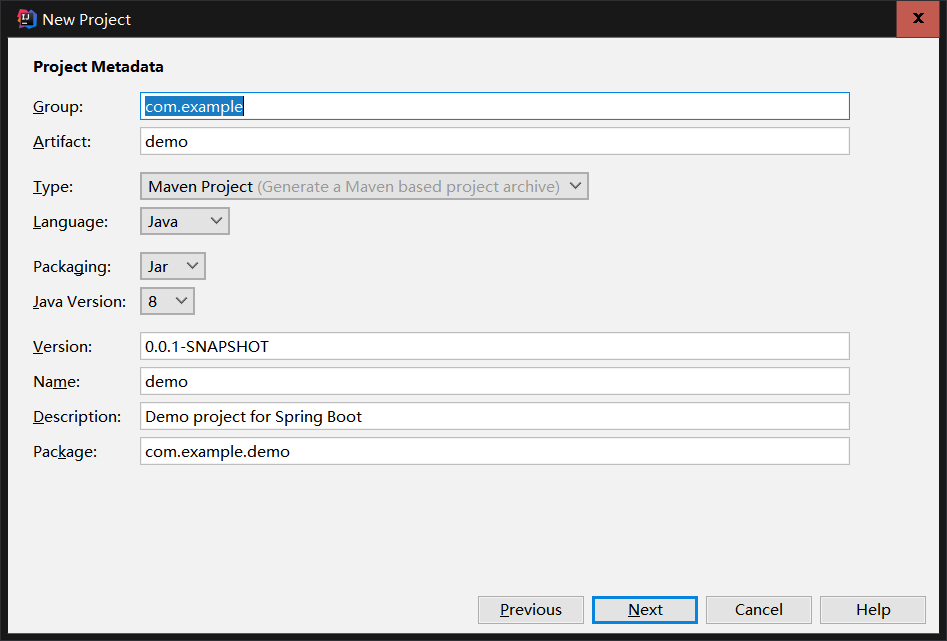 New Project
Project Metadata
Group: com.example
Artifact: demo
Type: Maven Project (Generate a Maven based project archive)
Language: Java
Packaging: Jar
Java Version: 8
Version: 0.0.1-SNAPSHOT
Name: demo
Description: Demo project for Spring Boot
Package: com.example.demo
Previous Next Cancel Help